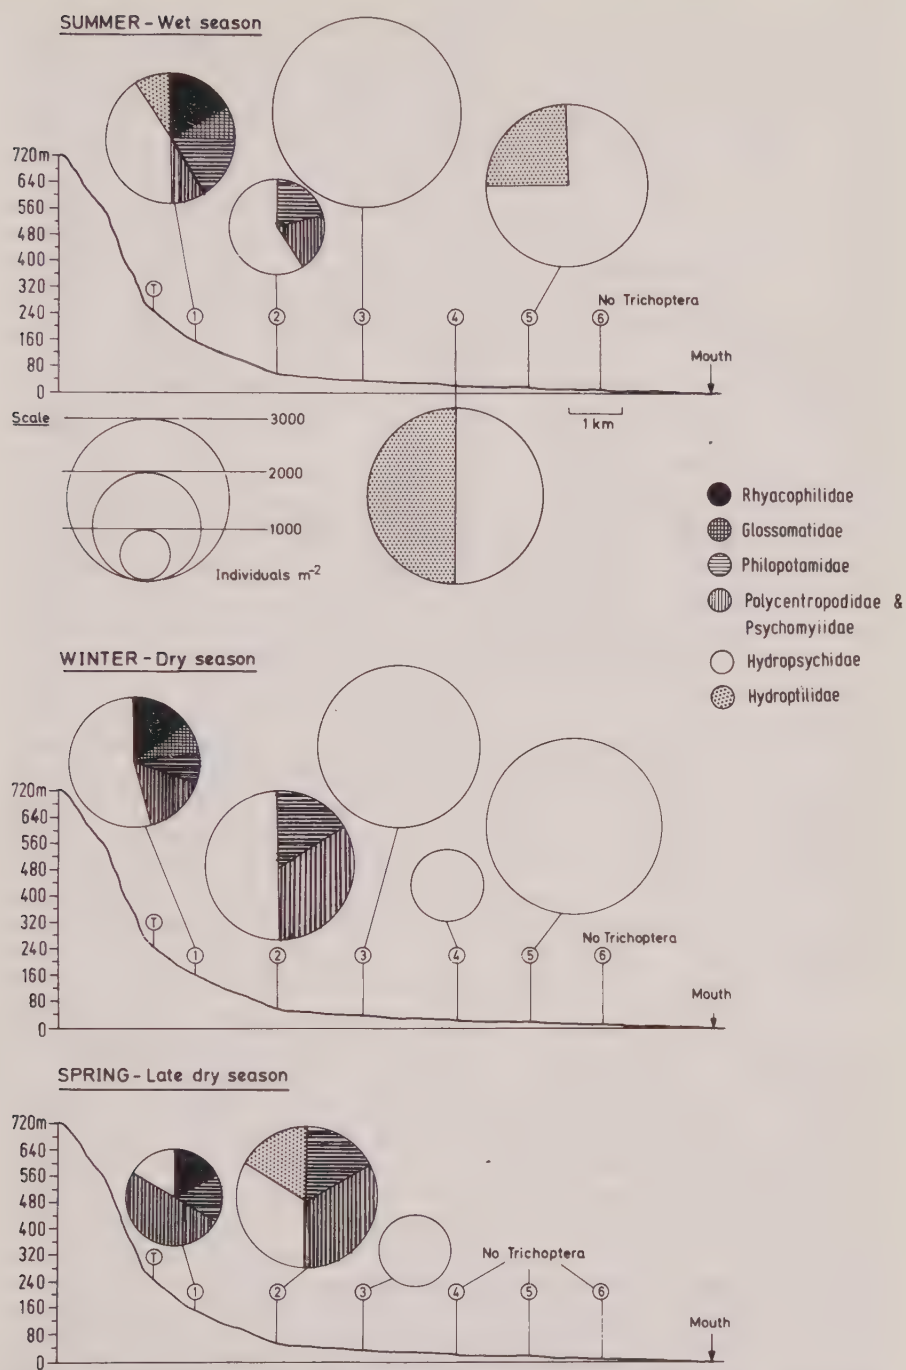 SUMMER - Wet season
720m
640
560
480
400
320
240
160
80
0
T
1
2
3
4
5
6
No Trichoptera
Mouth
1 km
Scale
3000
2000
1000
Individuals m-2
Rhyacophilidae
Glossomatidae
Philopotamidae
Polycentropodidae &
Psychomyiidae
Hydropsychidae
Hydroptilidae
WINTER - Dry season
720m
640
560
480
400
320
240
160
80
0
T
1
2
3
4
5
6
No Trichoptera
Mouth
SPRING - Late dry season
720m
640
560
480
400
320
240
160
80
0
T
1
2
3
4
5
6
No Trichoptera
Mouth